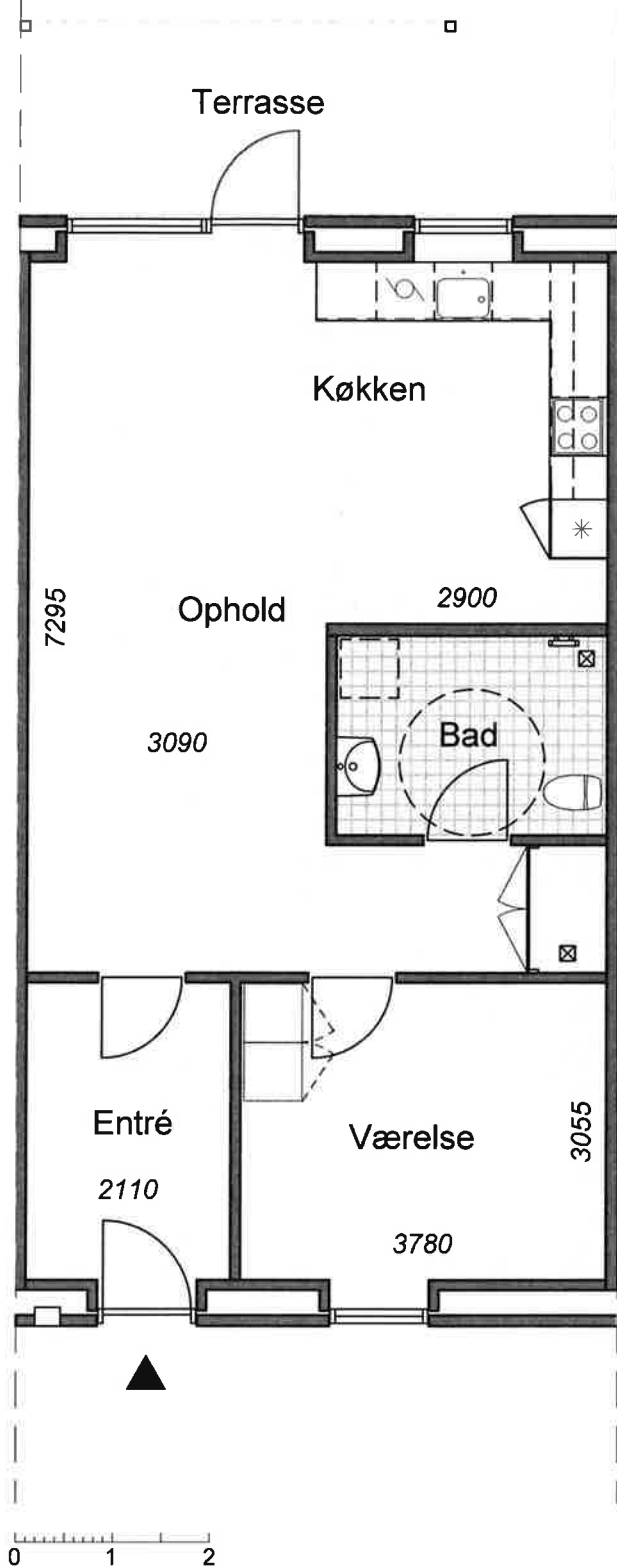 Terrasse
Køkken
7295
Ophold
2900
3090
Bad
Entré
Værelse
3055
2110
3780
0 1 2